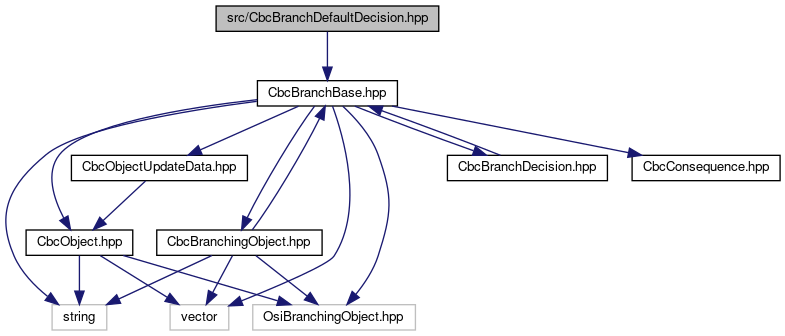 src/CbcBranchDefaultDecision.hpp
CbcBranchBase.hpp
CbcObjectUpdateData.hpp
CbcBranchDecision.hpp
CbcConsequence.hpp
CbcObject.hpp
CbcBranchingObject.hpp
string
vector
OsiBranchingObject.hpp